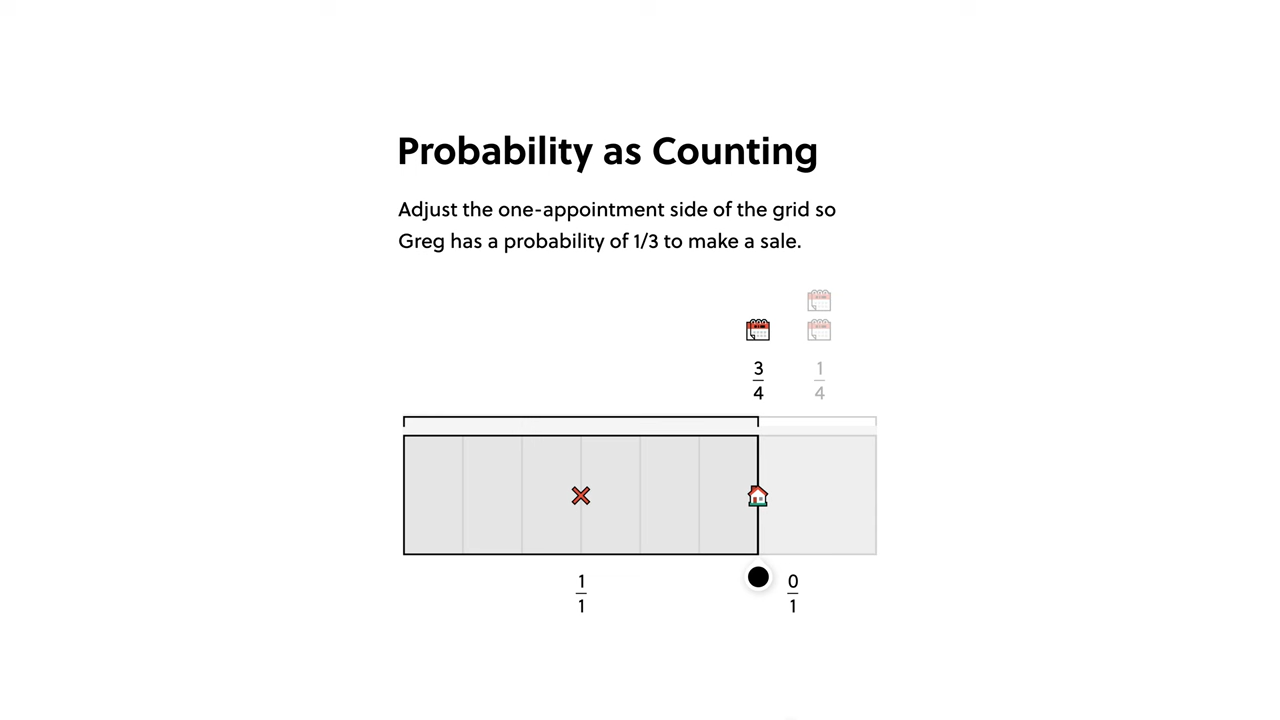 Probability as Counting
Adjust the one-appointment side of the grid so
Greg has a probability of 1/3 to make a sale.
3
4
1
4
1
1
0
1